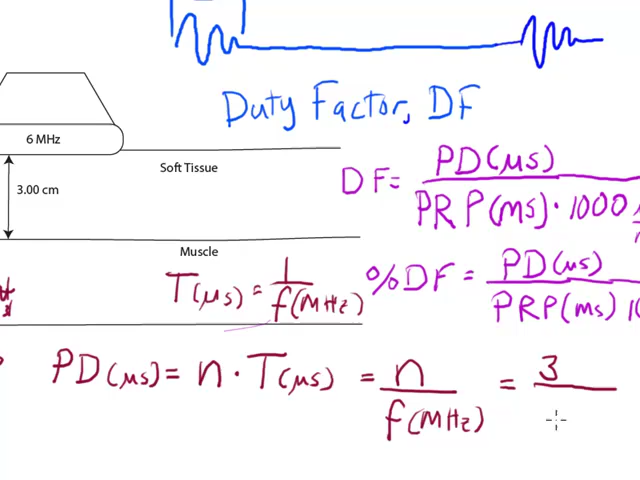 Duty Factor, DF
6 MHz
Soft Tissue
3.00 cm
DF = PD(μs) / PRP(ms) · 1000
Muscle
T(μs) = 1 / f(MHz)
%DF = PD(μs) / PRP(ms) 10
PD(μs) = n · T(μs) = n / f(MHz) = 3